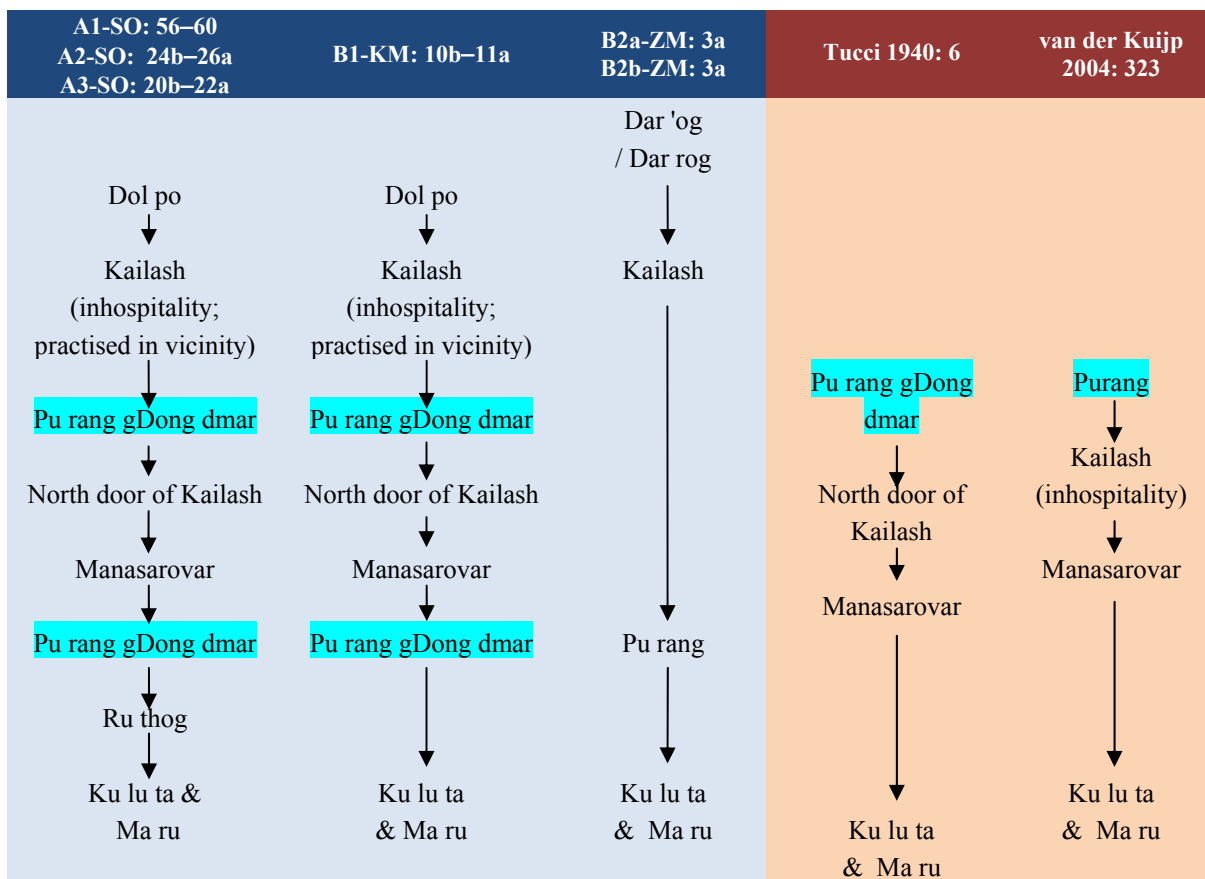 A1-SO: 56–60
A2-SO: 24b–26a
A3-SO: 20b–22a
B1-KM: 10b–11a
B2a-ZM: 3a
B2b-ZM: 3a
Tucci 1940: 6
van der Kuijp
2004: 323
Dol po
Kailash
(inhospitality;
practised in vicinity)
Pu rang gDong dmar
North door of Kailash
Manasarovar
Pu rang gDong dmar
Ru thog
Ku lu ta &
Ma ru
Dol po
Kailash
(inhospitality;
practised in vicinity)
Pu rang gDong dmar
North door of Kailash
Manasarovar
Pu rang gDong dmar
Ku lu ta
& Ma ru
Dar 'og
/ Dar rog
Kailash
Pu rang
Ku lu ta
& Ma ru
Pu rang gDong
dmar
North door of
Kailash
Manasarovar
Ku lu ta
& Ma ru
Purang
Kailash
(inhospitality)
Manasarovar
Ku lu ta
& Ma ru